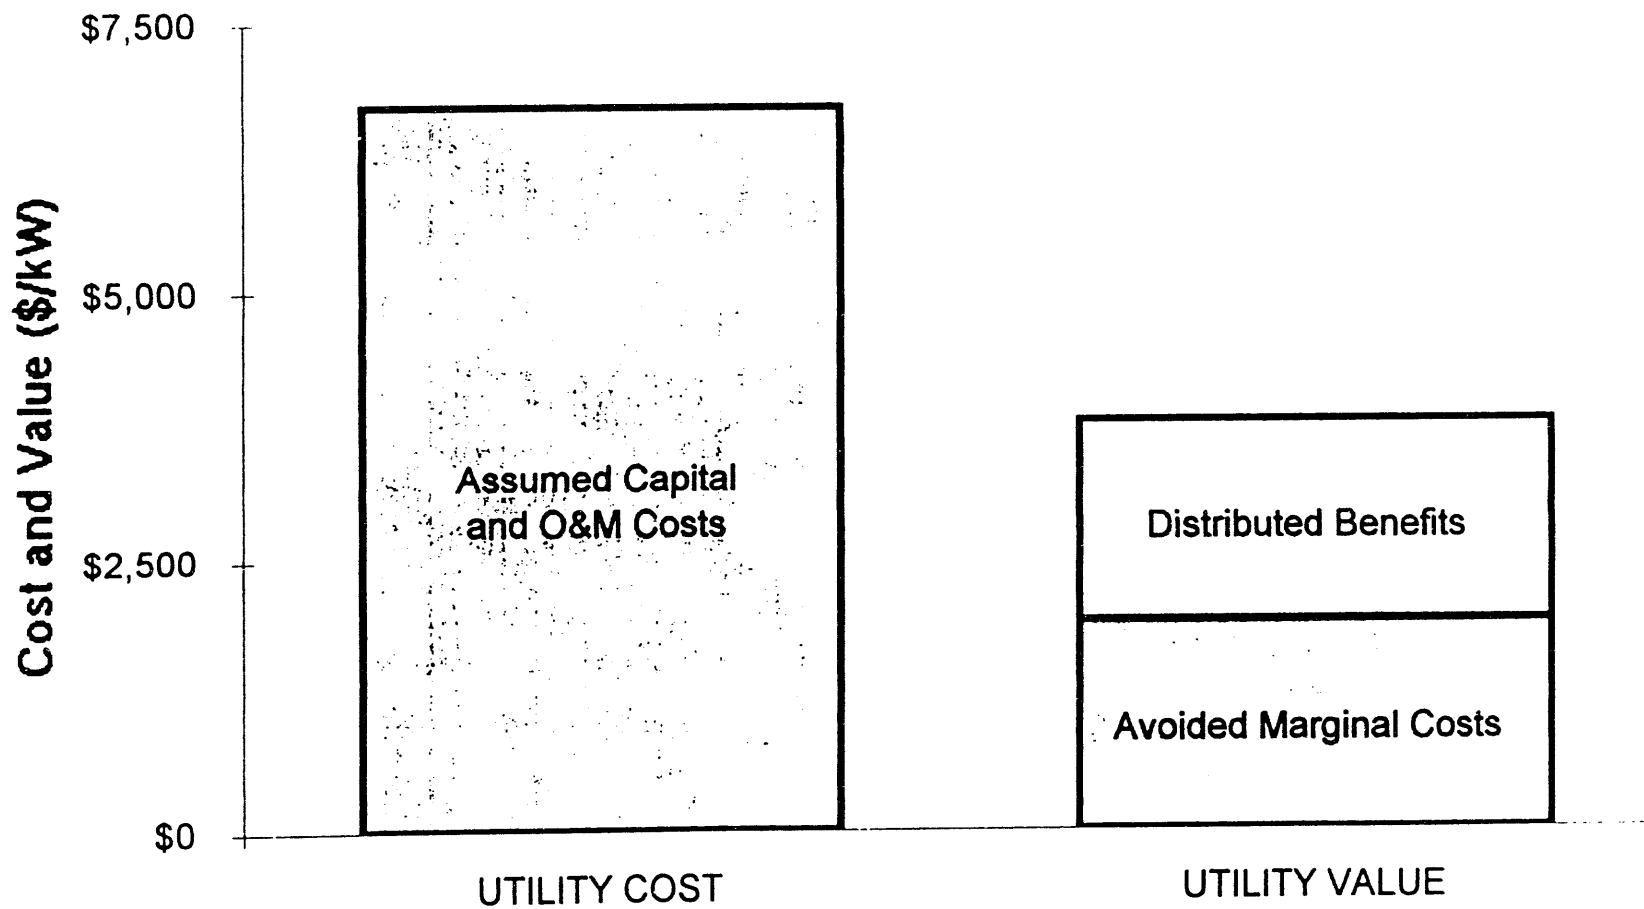 $7,500
$5,000
$2,500
$0
Cost and Value ($/kW)
Assumed Capital
and O&M Costs
Distributed Benefits
Avoided Marginal Costs
UTILITY COST
UTILITY VALUE